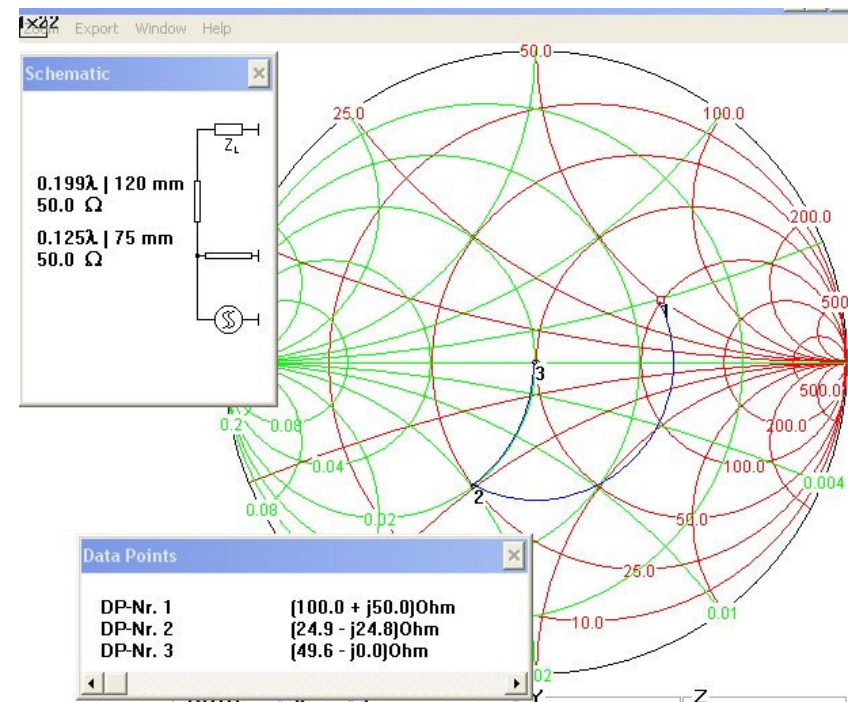 Export Window Help
Schematic
Z_L
0.199λ | 120 mm
50.0 Ω
0.125λ | 75 mm
50.0 Ω
50.0
25.0
100.0
200.0
500
1
3
500.0
0.2
0.08
200.0
0.04
100.0
0.004
0.08
2
0.02
50.0
25.0
0.01
10.0
02
Data Points
DP-Nr. 1 (100.0 + j50.0)Ohm
DP-Nr. 2 (24.9 - j24.8)Ohm
DP-Nr. 3 (49.6 - j0.0)Ohm
Y
Z